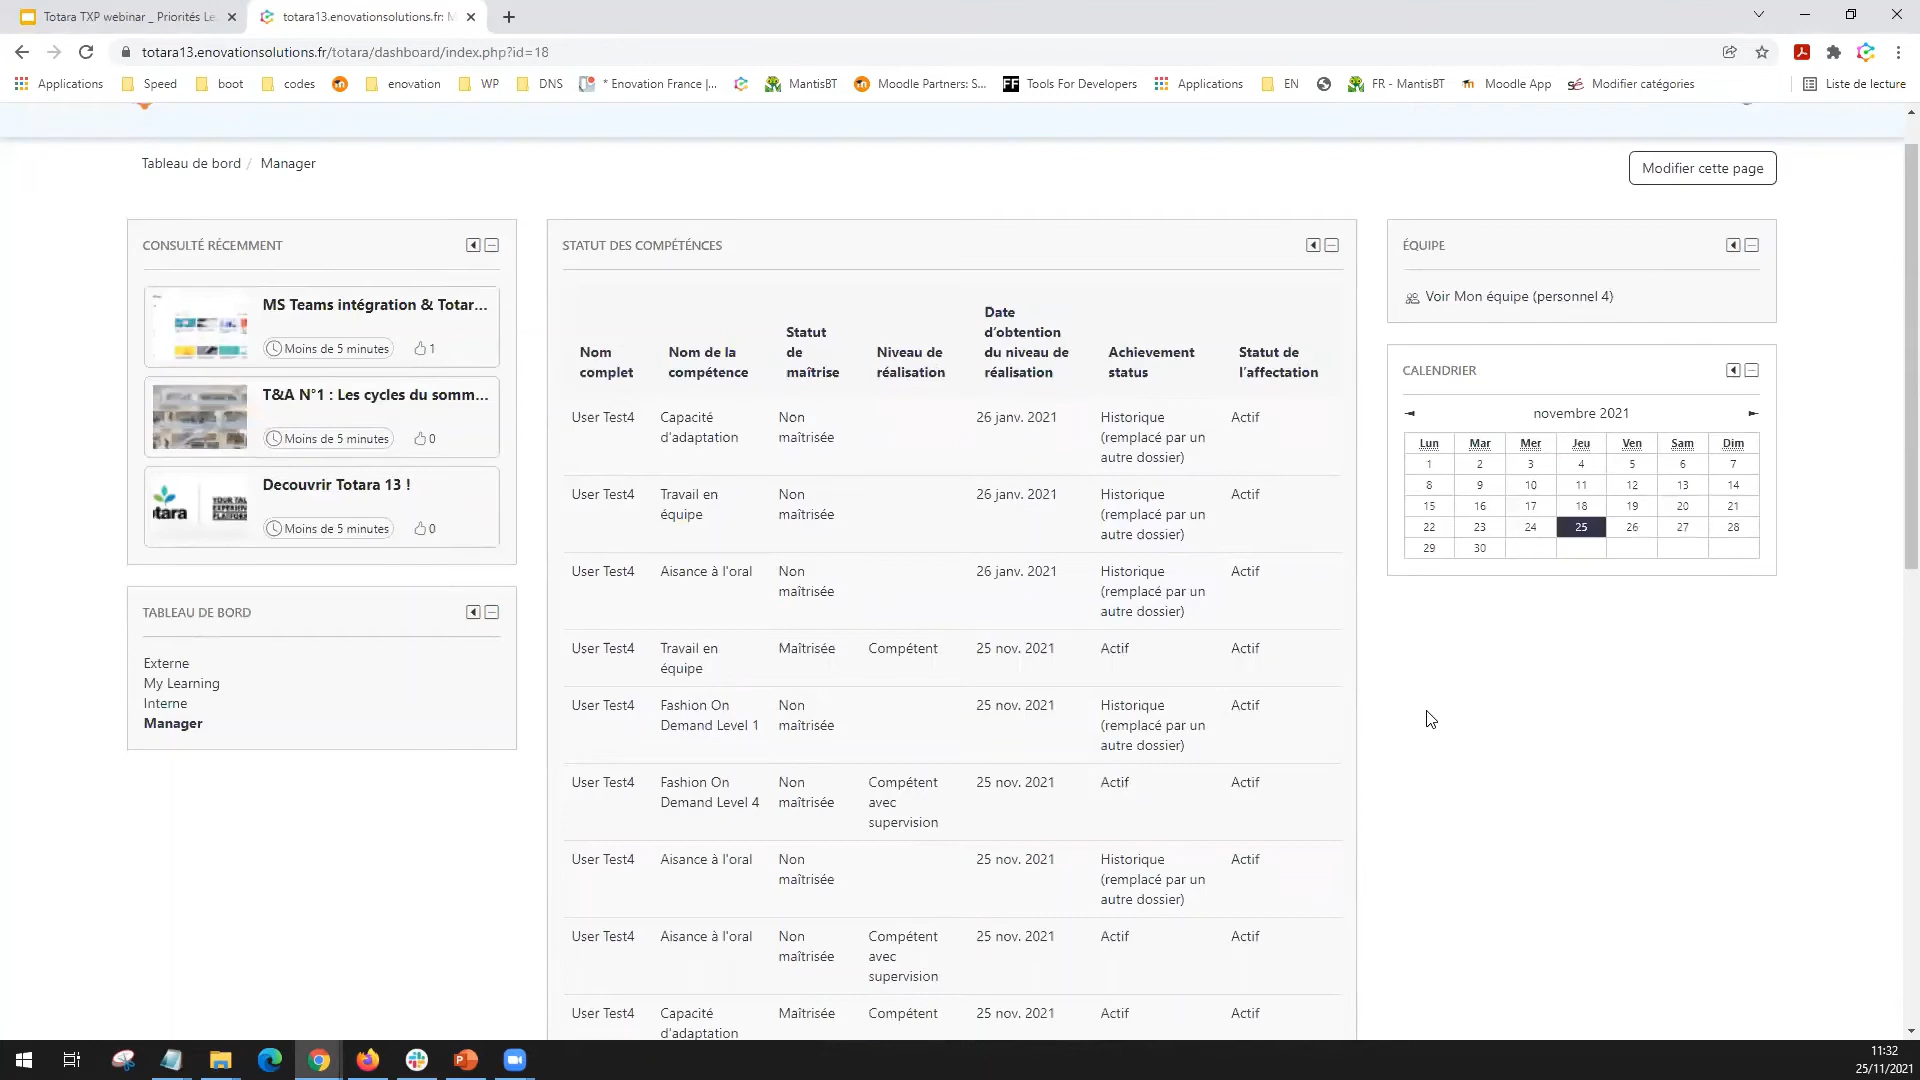 Totara TXP webinar _ Priorités Le
totara13.enovationsolutions.fr: M
totara13.enovationsolutions.fr/totara/dashboard/index.php?id=18
Applications
Speed
boot
codes
enovation
WP
DNS
* Enovation France |...
MantisBT
Moodle Partners: S...
FF
Tools For Developers
Applications
EN
FR - MantisBT
Moodle App
Modifier catégories
Liste de lecture
Tableau de bord / Manager
Modifier cette page
CONSULTÉ RÉCEMMENT
MS Teams intégration & Totar...
Moins de 5 minutes
1
T&A N°1 : Les cycles du somm...
Moins de 5 minutes
0
Decouvrir Totara 13 !
Moins de 5 minutes
0
TABLEAU DE BORD
Externe
My Learning
Interne
Manager
STATUT DES COMPÉTÉNCES
Nom complet Nom de la compétence Statut de maîtrise Niveau de réalisation Date d'obtention du niveau de réalisation Achievement status Statut de l'affectation
User Test4 Capacité d'adaptation Non maîtrisée 26 janv. 2021 Historique (remplacé par un autre dossier) Actif
User Test4 Travail en équipe Non maîtrisée 26 janv. 2021 Historique (remplacé par un autre dossier) Actif
User Test4 Aisance à l'oral Non maîtrisée 26 janv. 2021 Historique (remplacé par un autre dossier) Actif
User Test4 Travail en équipe Maîtrisée Compétent 25 nov. 2021 Actif Actif
User Test4 Fashion On Demand Level 1 Non maîtrisée 25 nov. 2021 Historique (remplacé par un autre dossier) Actif
User Test4 Fashion On Demand Level 4 Non maîtrisée Compétent avec supervision 25 nov. 2021 Actif Actif
User Test4 Aisance à l'oral Non maîtrisée 25 nov. 2021 Historique (remplacé par un autre dossier) Actif
User Test4 Aisance à l'oral Non maîtrisée Compétent avec supervision 25 nov. 2021 Actif Actif
User Test4 Capacité d'adaptation Maîtrisée Compétent 25 nov. 2021 Actif Actif
ÉQUIPE
Voir Mon équipe (personnel 4)
CALENDRIER
novembre 2021
Lun Mar Mer Jeu Ven Sam Dim
1 2 3 4 5 6 7
8 9 10 11 12 13 14
15 16 17 18 19 20 21
22 23 24 25 26 27 28
29 30
11:32
25/11/2021